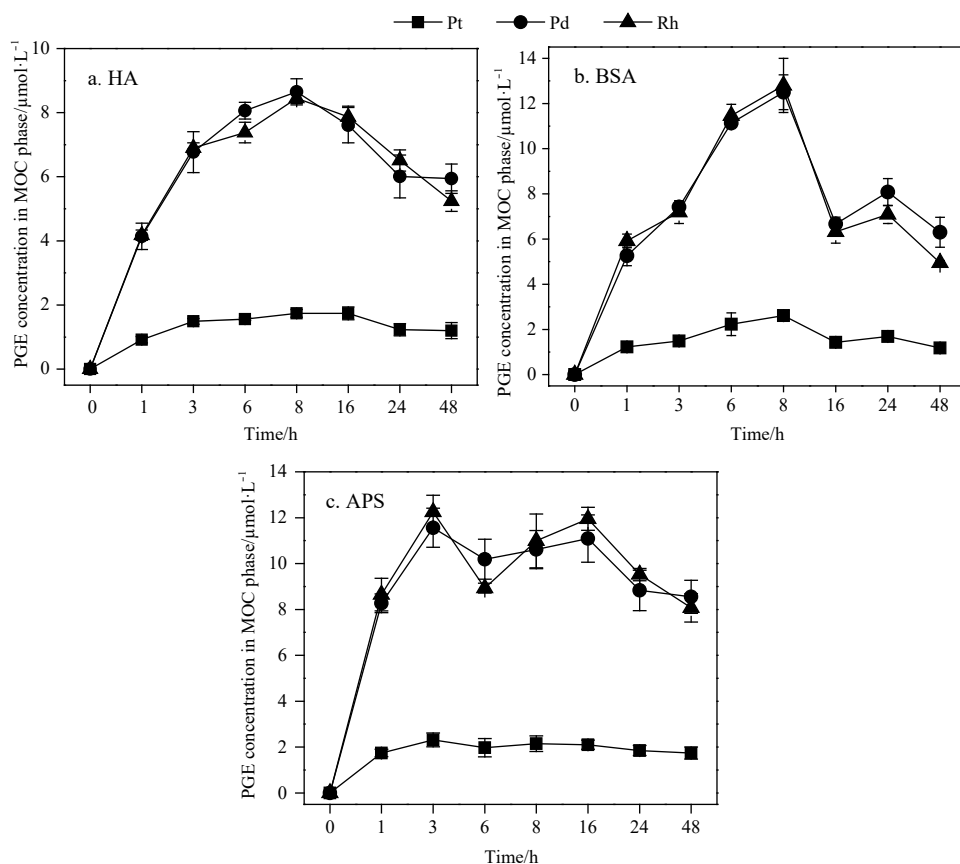 Pt Pd Rh
a. HA
PGE concentration in MOC phase/μmol·L⁻¹
10
8
6
4
2
0
0 1 3 6 8 16 24 48
Time/h
b. BSA
PGE concentration in MOC phase/μmol·L⁻¹
14
12
10
8
6
4
2
0
0 1 3 6 8 16 24 48
Time/h
c. APS
PGE concentration in MOC phase/μmol·L⁻¹
14
12
10
8
6
4
2
0
0 1 3 6 8 16 24 48
Time/h